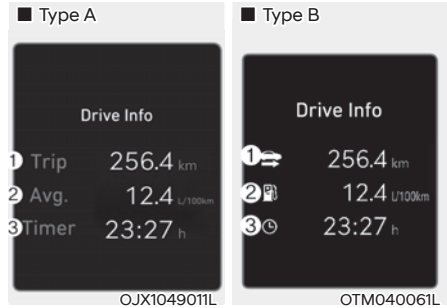 ■ Type A
Drive Info
1 Trip 256.4 km
2 Avg. 12.4 L/100km
3 Timer 23:27 h
OJX1049011L
■ Type B
Drive Info
1 256.4 km
2 12.4 L/100km
3 23:27 h
OTM040061L